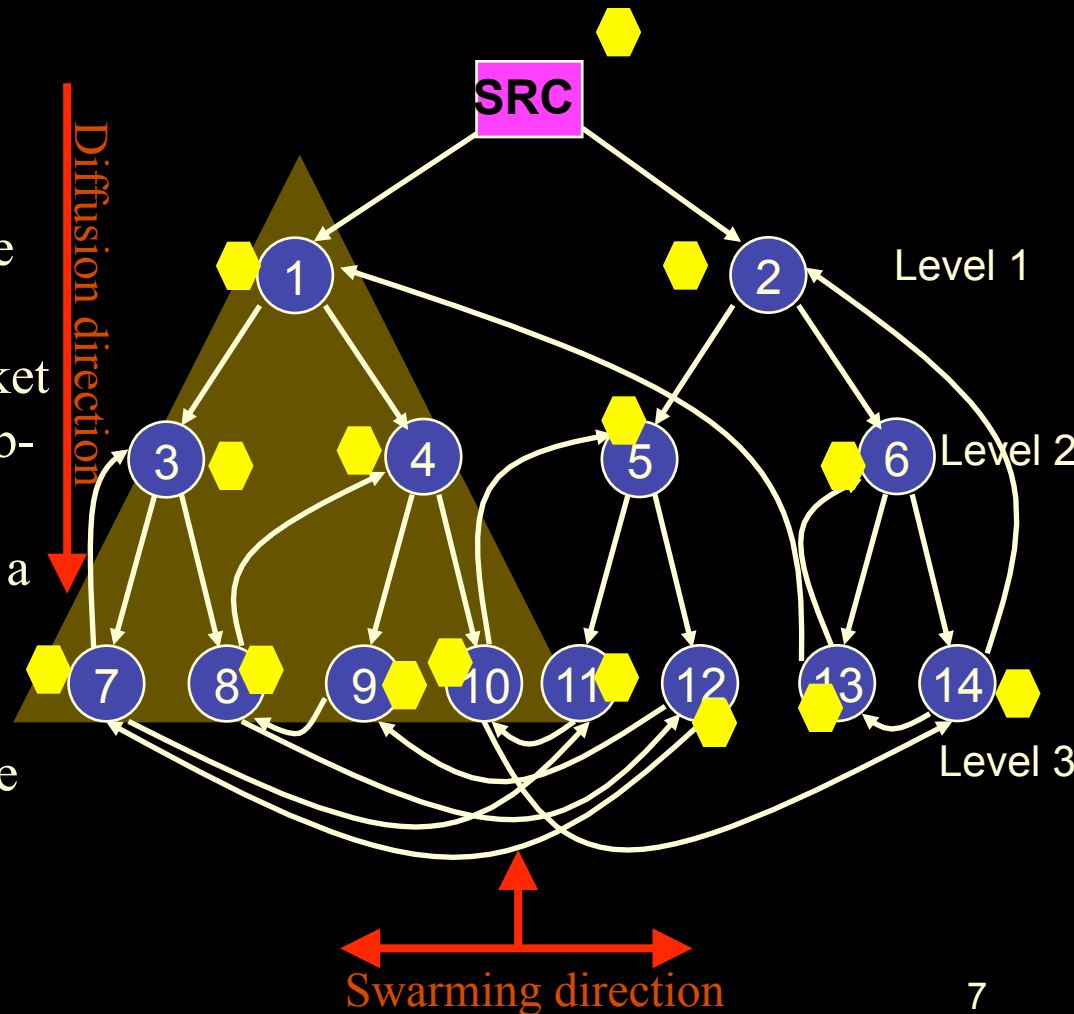 SRC
Diffusion direction
e
1
2
Level 1
ket
o-
3
4
5
6
Level 2
a
7
8
9
10
11
12
13
14
Level 3
e
Swarming direction
7